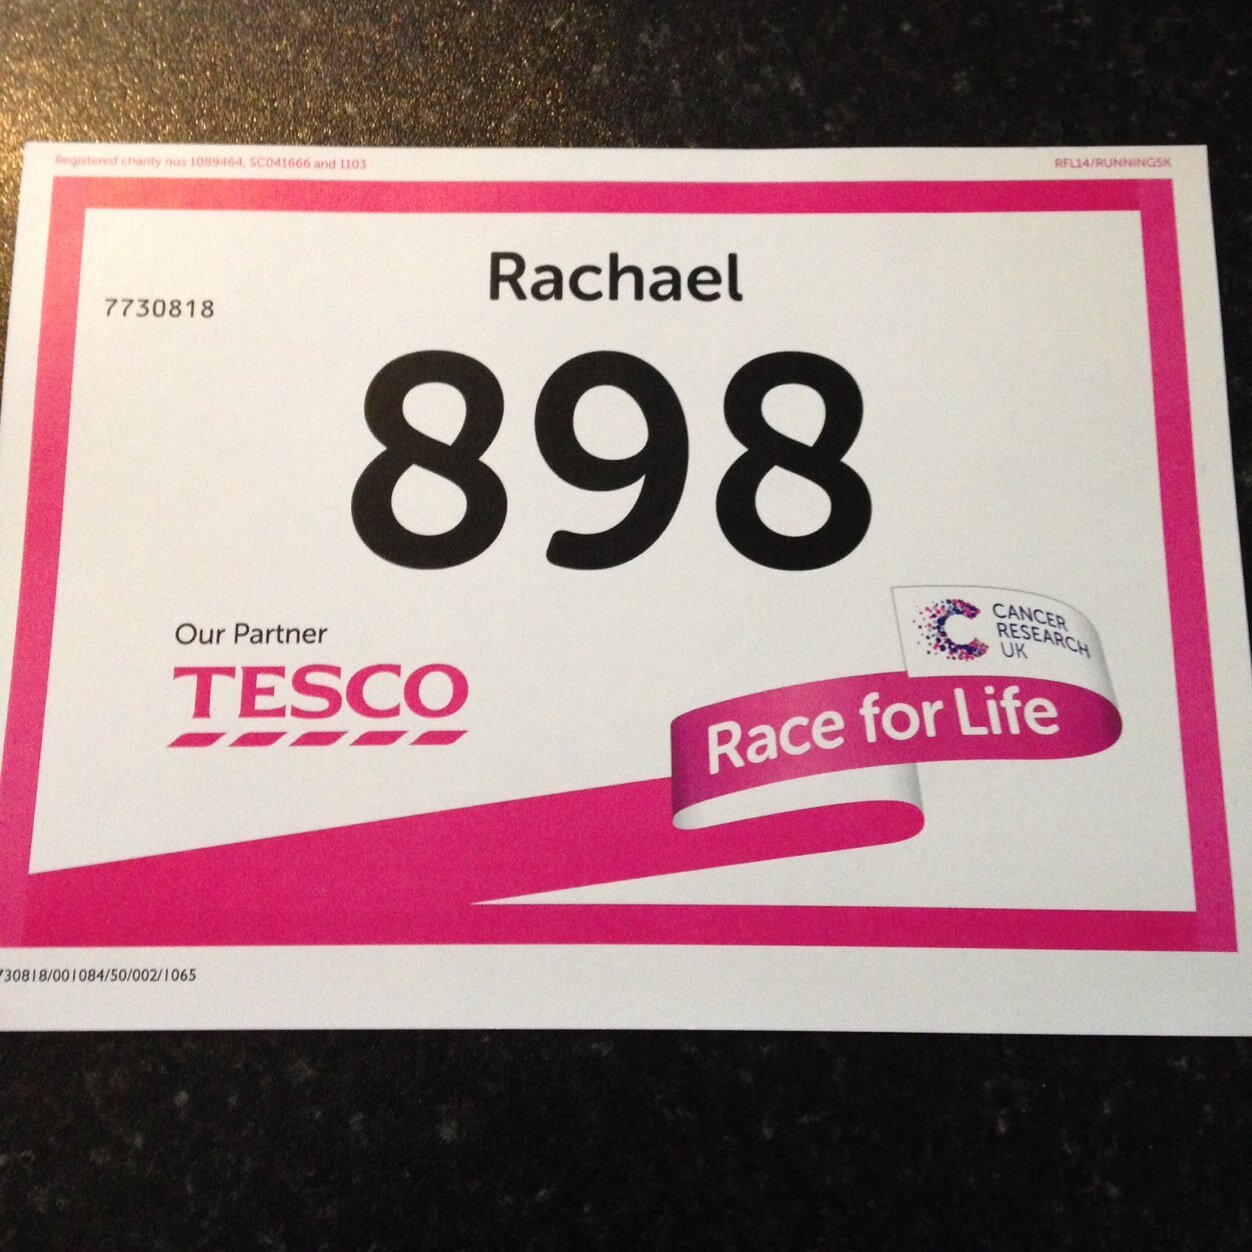 Registered charity nos 1089464, SC041666 and 1103
RFL14/RUNNING5K
Rachael
7730818
898
Our Partner
TESCO
CANCER
RESEARCH
UK
Race for Life
730818/001084/50/002/1065